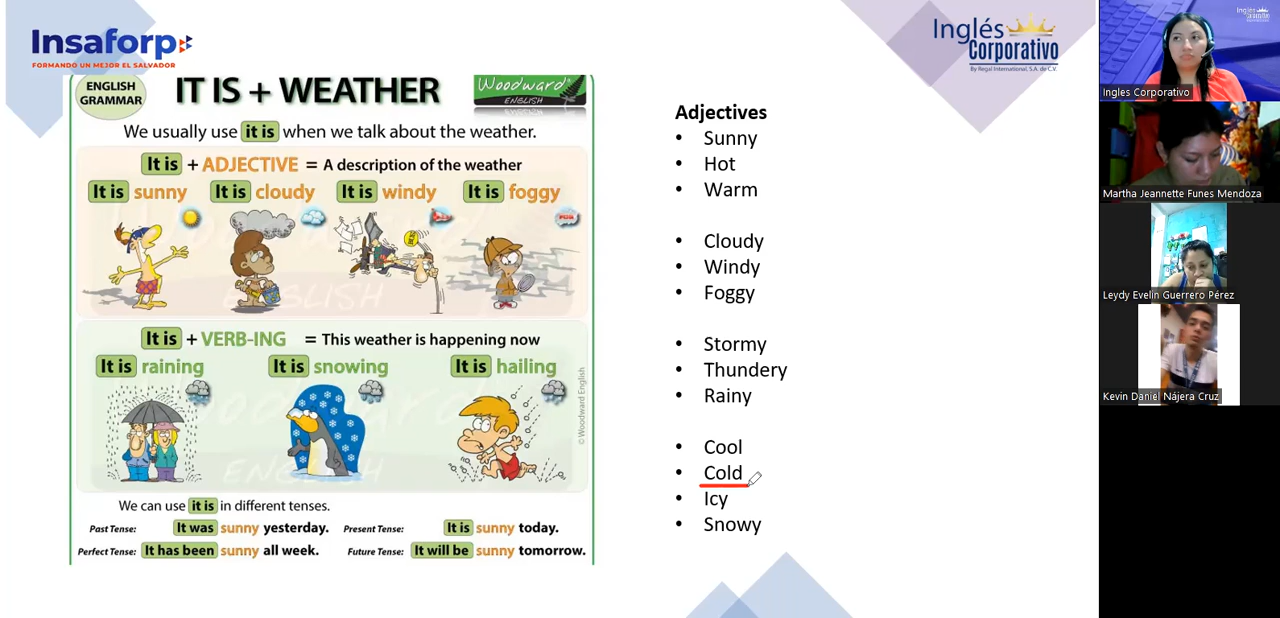 Insaforp
FORMANDO UN MEJOR EL SALVADOR
Inglés
Corporativo
By Regal International, S.A. de C.V.
ENGLISH
GRAMMAR
IT IS + WEATHER
Woodward
ENGLISH
We usually use it is when we talk about the weather.
It is + ADJECTIVE = A description of the weather
It is sunny It is cloudy It is windy It is foggy
FOG
It is + VERB-ING = This weather is happening now
It is raining It is snowing It is hailing
© Woodward English
We can use it is in different tenses.
Past Tense: It was sunny yesterday. Present Tense: It is sunny today.
Perfect Tense: It has been sunny all week. Future Tense: It will be sunny tomorrow.
Adjectives
• Sunny
• Hot
• Warm
• Cloudy
• Windy
• Foggy
• Stormy
• Thundery
• Rainy
• Cool
• Cold
• Icy
• Snowy
Ingles Corporativo
Martha Jeannette Funes Mendoza
Leydy Evelin Guerrero Pérez
Kevin Daniel Nájera Cruz